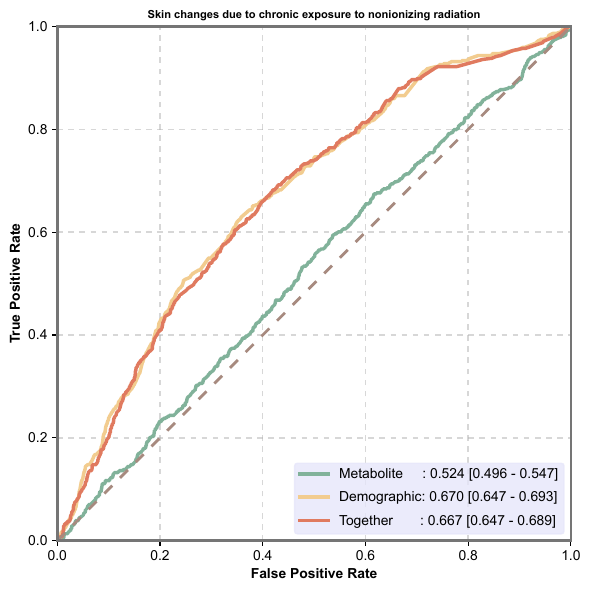 Skin changes due to chronic exposure to nonionizing radiation
True Positive Rate
1.0
0.8
0.6
0.4
0.2
0.0
Metabolite : 0.524 [0.496 - 0.547]
Demographic: 0.670 [0.647 - 0.693]
Together : 0.667 [0.647 - 0.689]
0.0 0.2 0.4 0.6 0.8 1.0
False Positive Rate